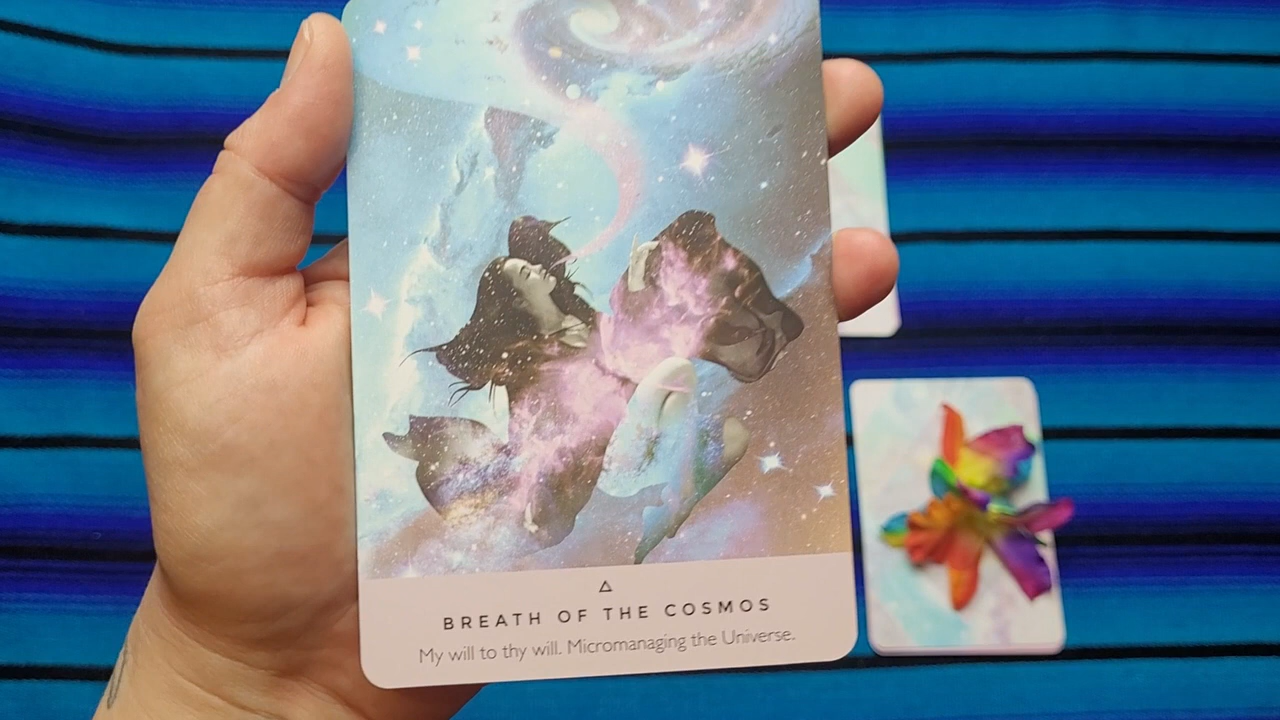 BREATH OF THE COSMOS
My will to thy will. Micromanaging the Universe.